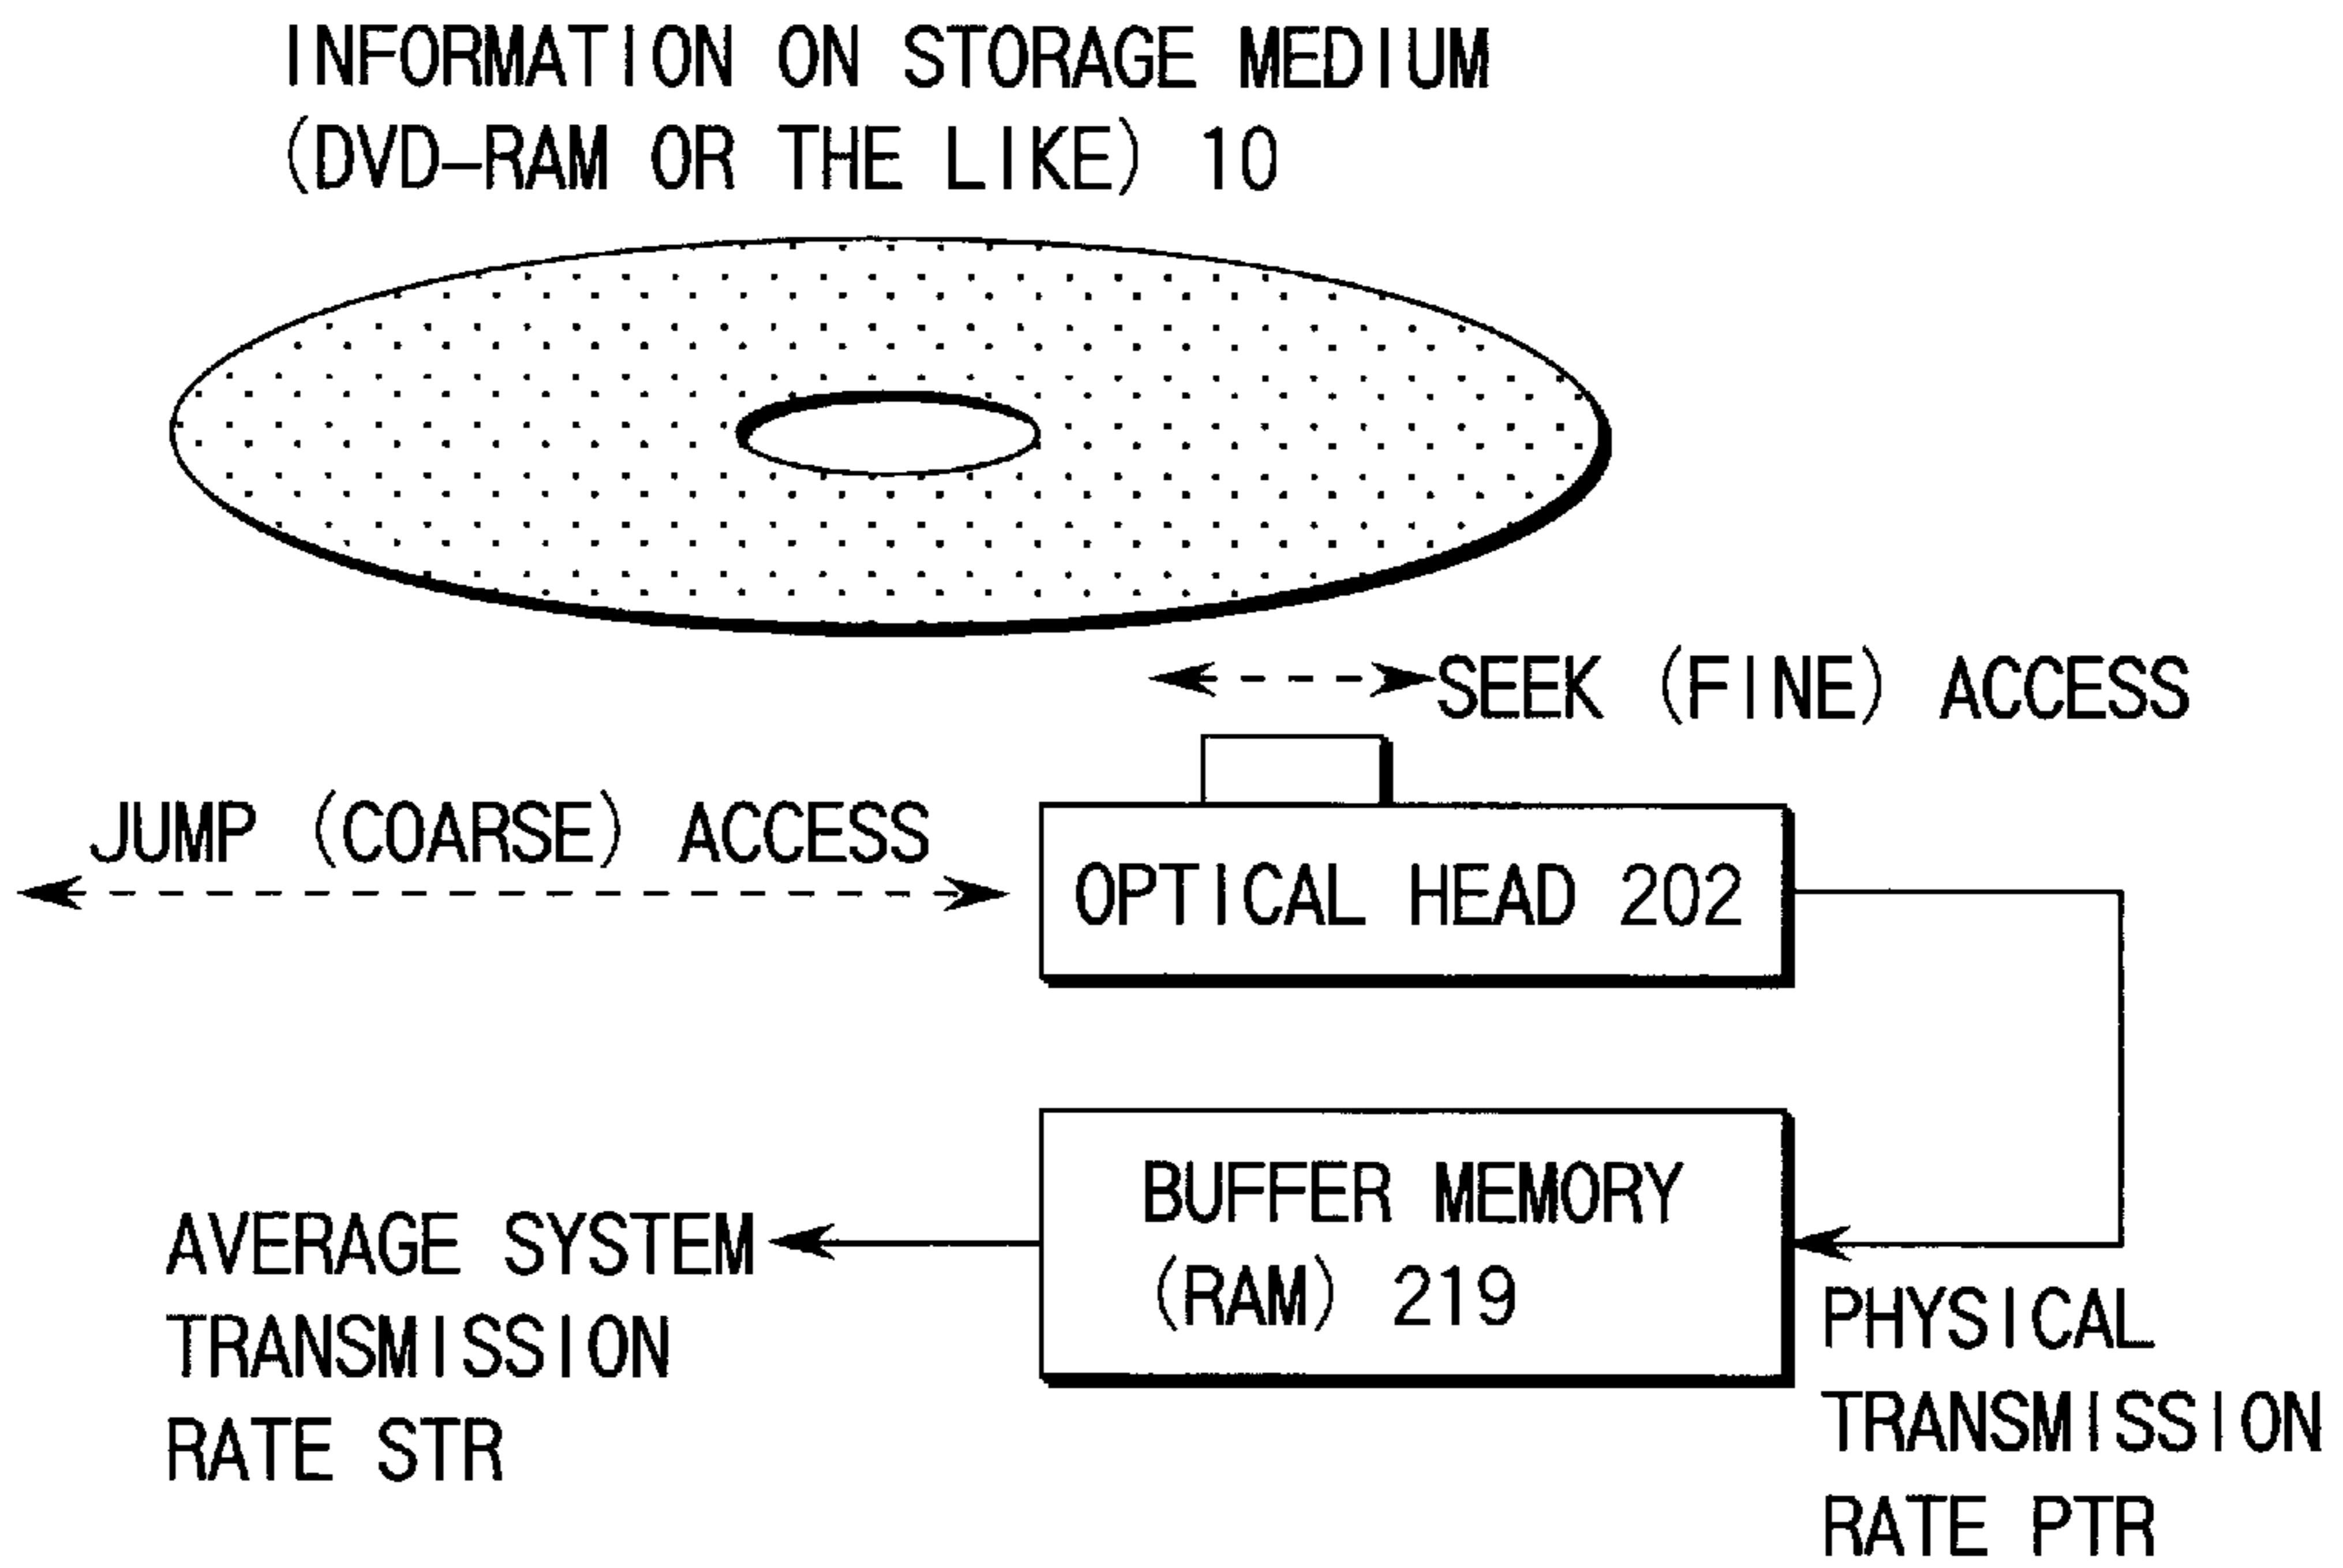 INFORMATION ON STORAGE MEDIUM
(DVD-RAM OR THE LIKE) 10
SEEK (FINE) ACCESS
JUMP (COARSE) ACCESS
OPTICAL HEAD 202
BUFFER MEMORY
(RAM) 219
AVERAGE SYSTEM
TRANSMISSION
RATE STR
PHYSICAL
TRANSMISSION
RATE PTR